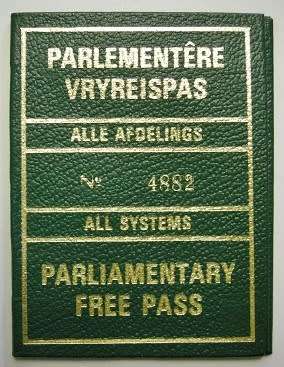 PARLEMENTÊRE
VRYREISPAS
ALLE AFDELINGS
No 4882
ALL SYSTEMS
PARLIAMENTARY
FREE PASS